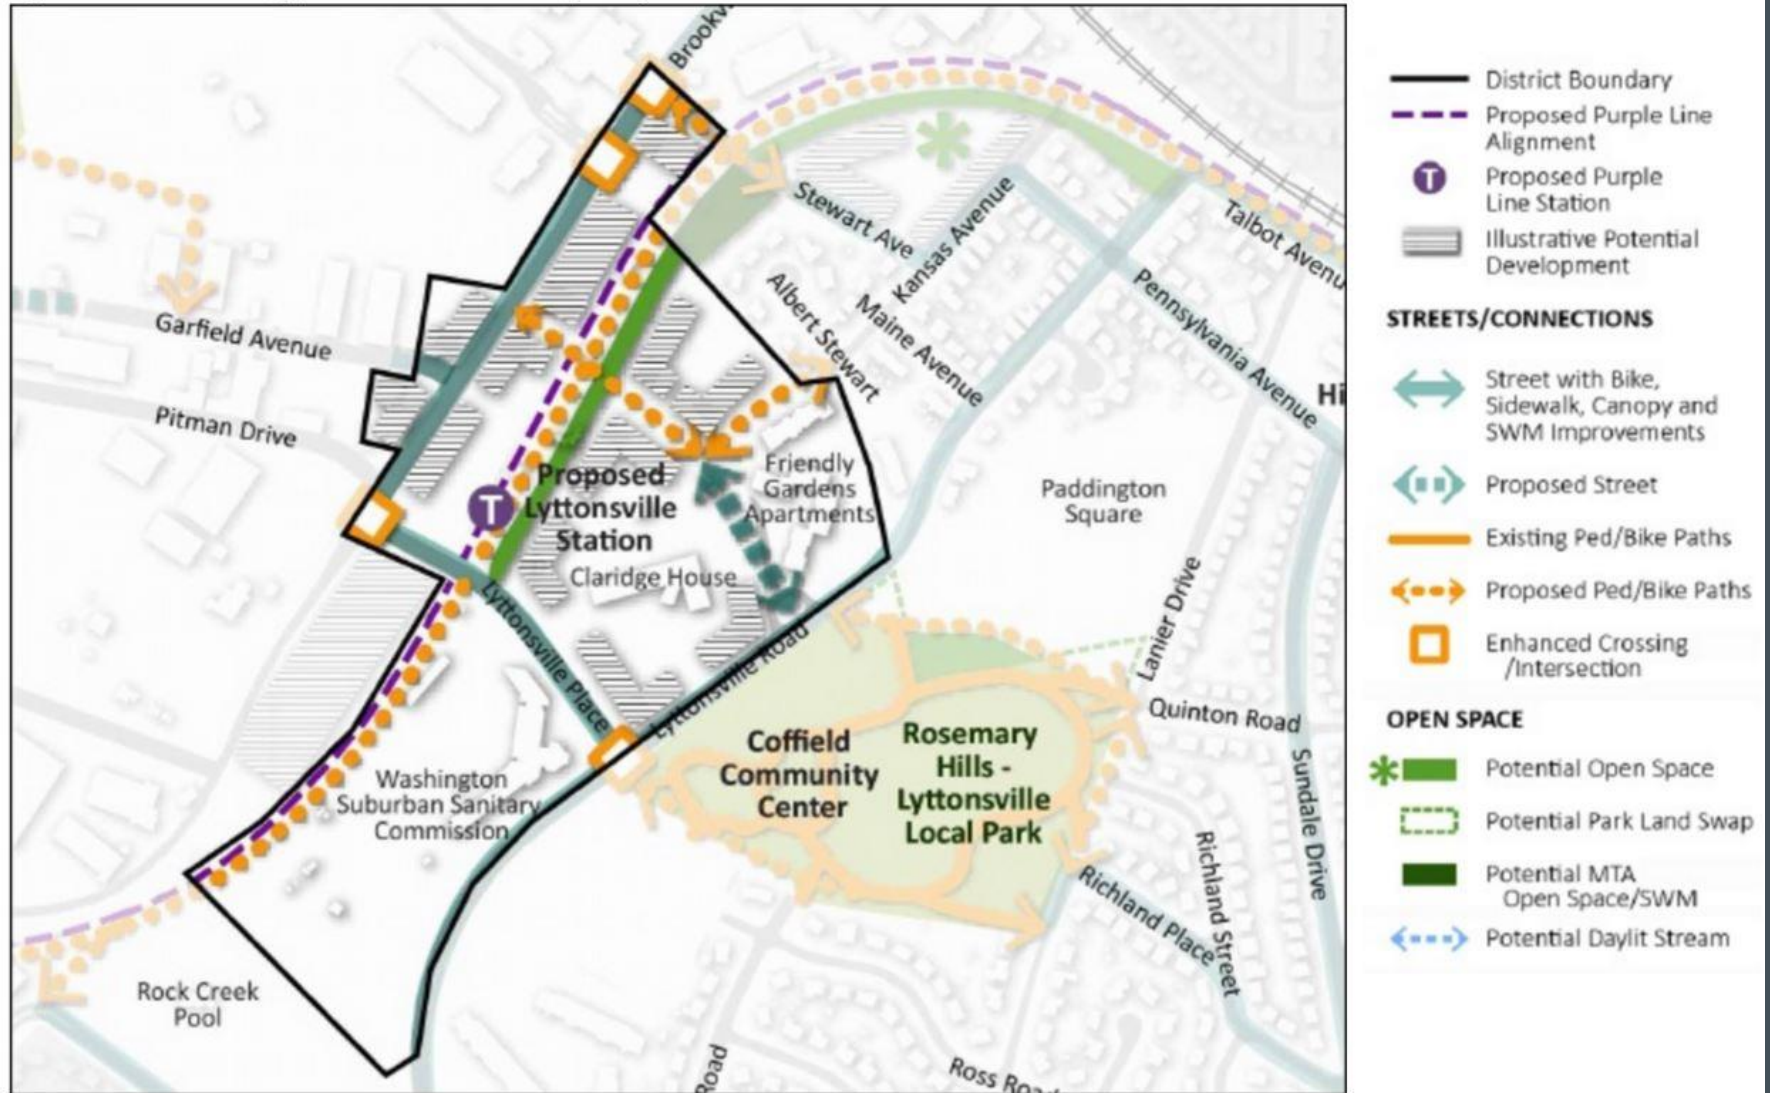 Brookv
Stewart Ave
Kansas Avenue
Talbot Avenu
Albert Stewart
Maine Avenue
Pennsylvania Avenue
Garfield Avenue
Pitman Drive
Hi
T
Proposed
Lyttonsville
Station
Friendly
Gardens
Apartments
Paddington
Square
Claridge House
Lyttonsville Place
Lyttonsville Road
Lanier Drive
Quinton Road
Sundale Drive
Washington
Suburban Sanitary
Commission
Coffield
Community
Center
Rosemary
Hills -
Lyttonsville
Local Park
Richland Place
Richland Street
Rock Creek
Pool
Road
Ross Road
District Boundary
Proposed Purple Line
Alignment
T
Proposed Purple
Line Station
Illustrative Potential
Development
STREETS/CONNECTIONS
Street with Bike,
Sidewalk, Canopy and
SWM Improvements
Proposed Street
Existing Ped/Bike Paths
Proposed Ped/Bike Paths
Enhanced Crossing
/Intersection
OPEN SPACE
Potential Open Space
Potential Park Land Swap
Potential MTA
Open Space/SWM
Potential Daylit Stream